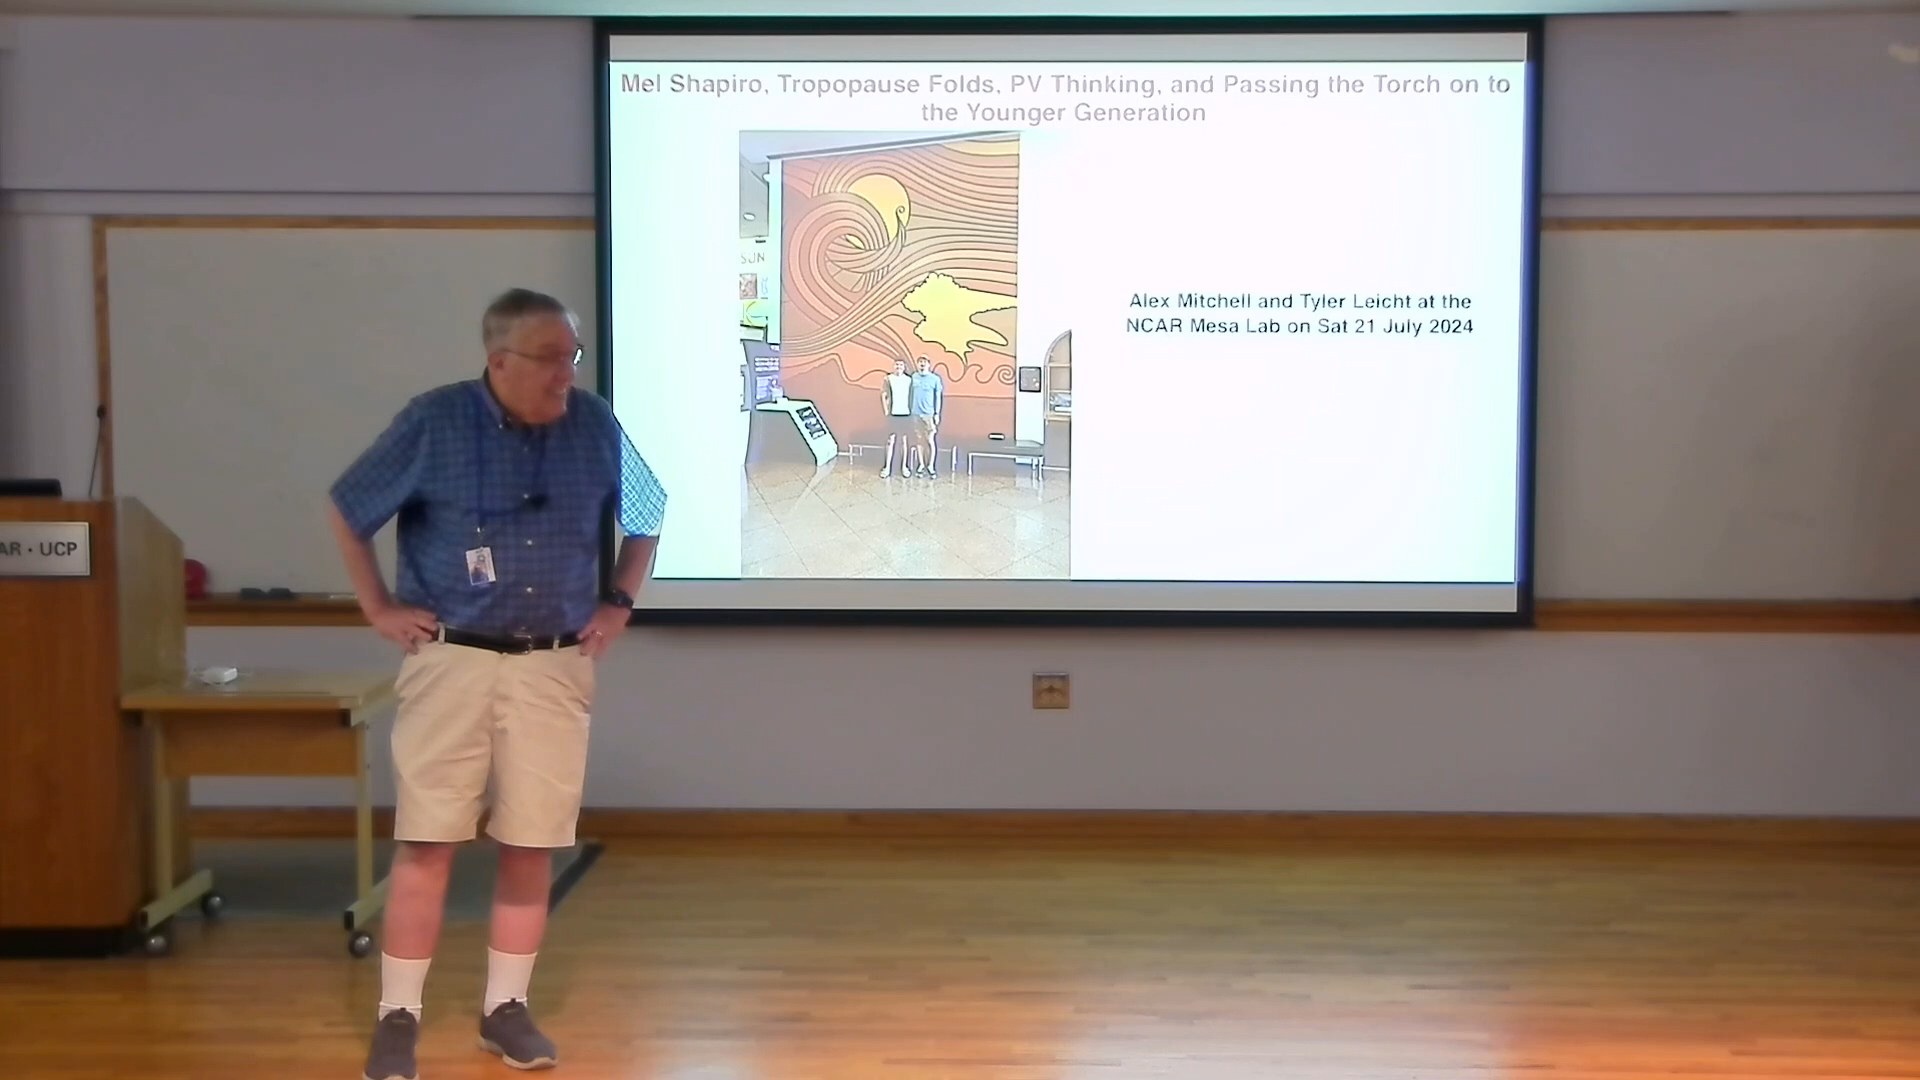 Mel Shapiro, Tropopause Folds, PV Thinking, and Passing the Torch on to
the Younger Generation
SUN
Alex Mitchell and Tyler Leicht at the
NCAR Mesa Lab on Sat 21 July 2024
AR • UCP